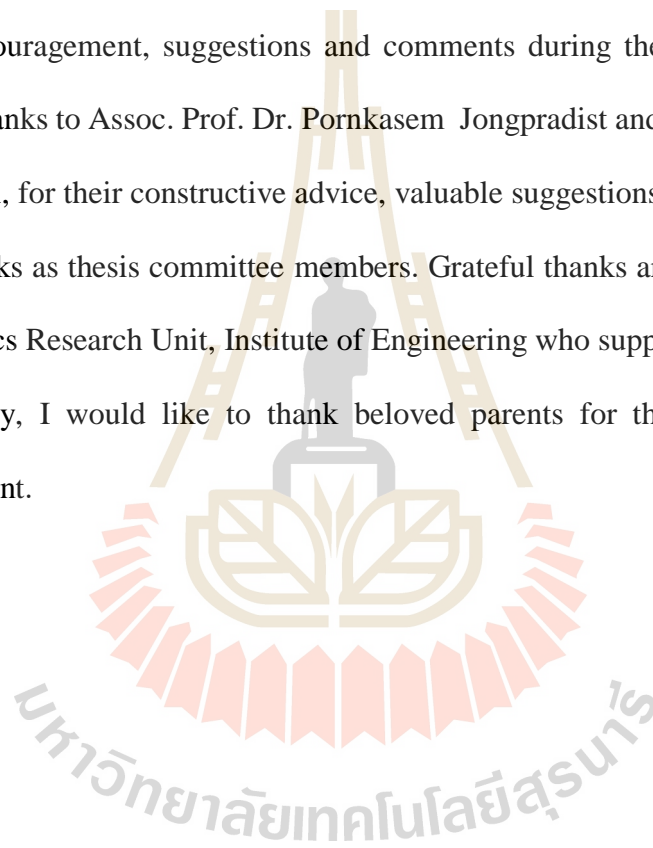 ouragement, suggestions and comments during the
anks to Assoc. Prof. Dr. Pornkasem Jongpradist and
, for their constructive advice, valuable suggestions
ks as thesis committee members. Grateful thanks a
cs Research Unit, Institute of Engineering who supp
y, I would like to thank beloved parents for th
nt.
มหาวิทยาลัยเทคโนโลยีสุรนารี